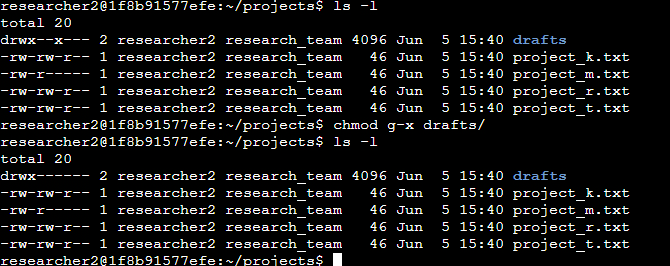 researcher2@1f8b91577efe:~/projects$ ls -l
total 20
drwx--x--- 2 researcher2 research_team 4096 Jun  5 15:40 drafts
-rw-rw-r-- 1 researcher2 research_team   46 Jun  5 15:40 project_k.txt
-rw-r----- 1 researcher2 research_team   46 Jun  5 15:40 project_m.txt
-rw-rw-r-- 1 researcher2 research_team   46 Jun  5 15:40 project_r.txt
-rw-rw-r-- 1 researcher2 research_team   46 Jun  5 15:40 project_t.txt
researcher2@1f8b91577efe:~/projects$ chmod g-x drafts/
researcher2@1f8b91577efe:~/projects$ ls -l
total 20
drwx------ 2 researcher2 research_team 4096 Jun  5 15:40 drafts
-rw-rw-r-- 1 researcher2 research_team   46 Jun  5 15:40 project_k.txt
-rw-r----- 1 researcher2 research_team   46 Jun  5 15:40 project_m.txt
-rw-rw-r-- 1 researcher2 research_team   46 Jun  5 15:40 project_r.txt
-rw-rw-r-- 1 researcher2 research_team   46 Jun  5 15:40 project_t.txt
researcher2@1f8b91577efe:~/projects$